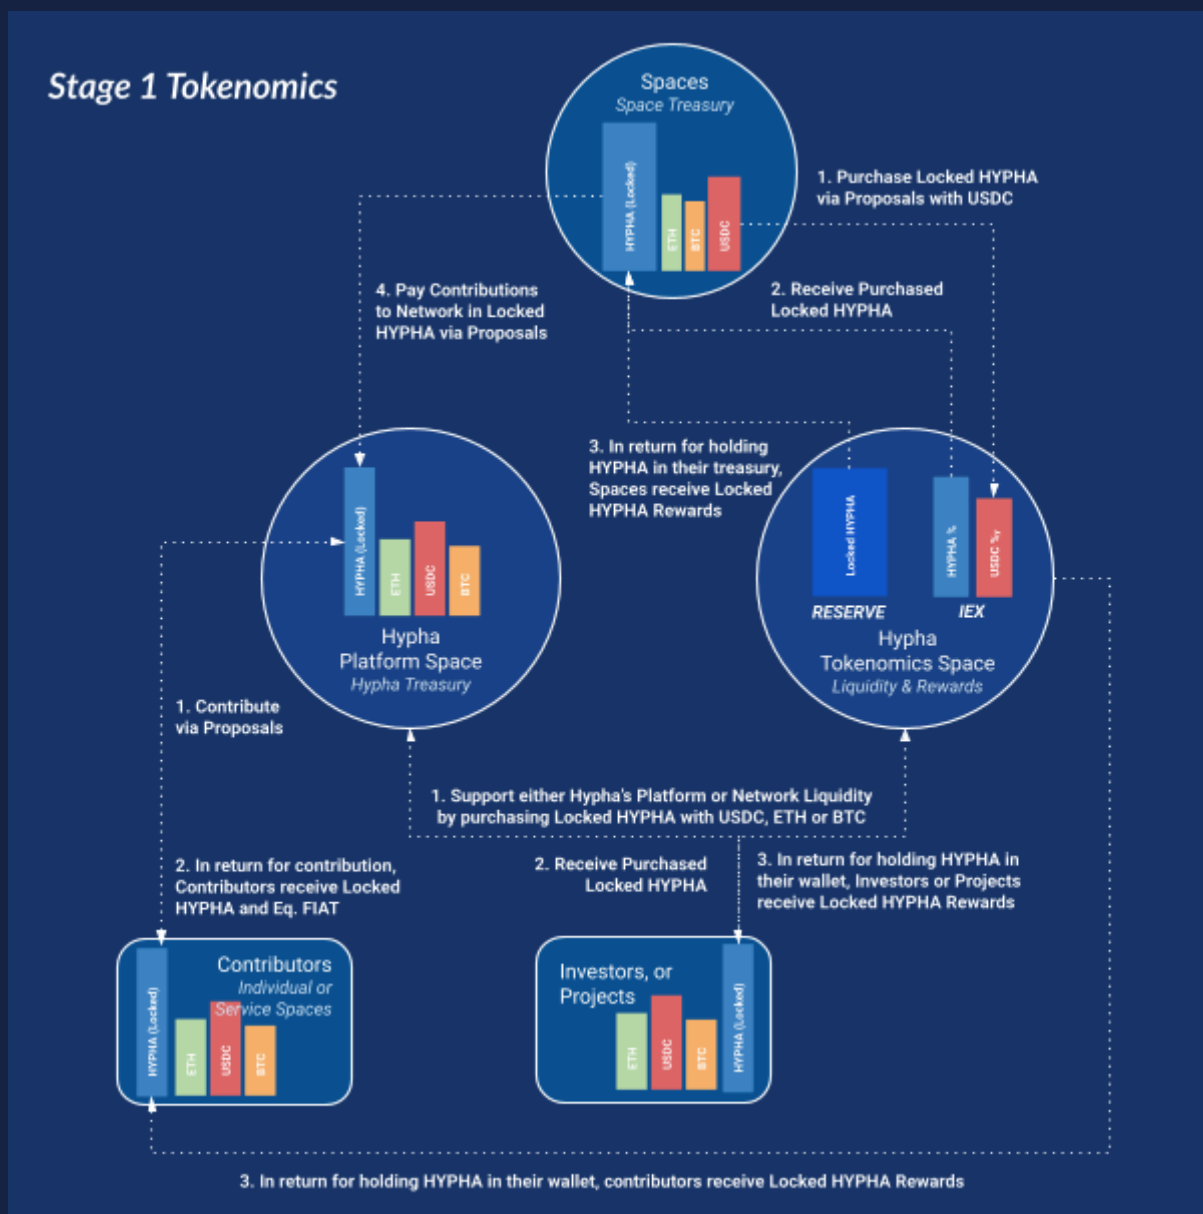 Stage 1 Tokenomics
Spaces
Space Treasury
HYPHA (Locked)
ETH
BTC
USDC
1. Purchase Locked HYPHA
via Proposals with USDC
2. Receive Purchased
Locked HYPHA
4. Pay Contributions
to Network in Locked
HYPHA via Proposals
3. In return for holding
HYPHA in their treasury,
Spaces receive Locked
HYPHA Rewards
HYPHA (Locked)
ETH
USDC
BTC
Hypha
Platform Space
Hypha Treasury
Locked HYPHA
RESERVE
HYPHA %
USDC %
IEX
Hypha
Tokenomics Space
Liquidity & Rewards
1. Contribute
via Proposals
1. Support either Hypha's Platform or Network Liquidity
by purchasing Locked HYPHA with USDC, ETH or BTC
2. In return for contribution,
Contributors receive Locked
HYPHA and Eq. FIAT
2. Receive Purchased
Locked HYPHA
3. In return for holding HYPHA in
their wallet, Investors or Projects
receive Locked HYPHA Rewards
Contributors
Individual or
Service Spaces
HYPHA (Locked)
ETH
USDC
BTC
Investors, or
Projects
ETH
USDC
BTC
HYPHA (Locked)
3. In return for holding HYPHA in their wallet, contributors receive Locked HYPHA Rewards